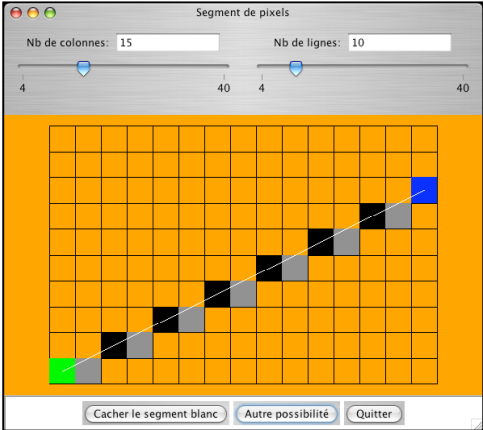 Segment de pixels
Nb de colonnes: 15 Nb de lignes: 10
4 40 4 40
Cacher le segment blanc Autre possibilité Quitter